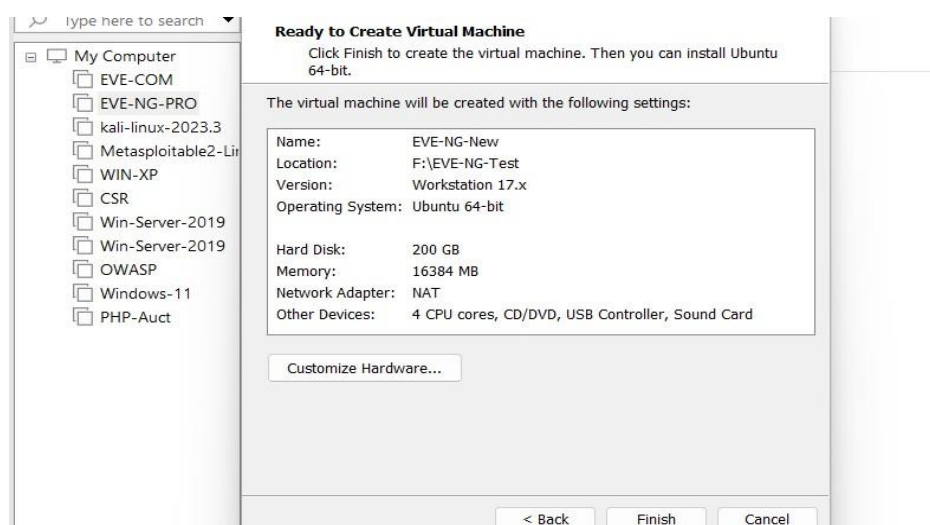 Type here to search
My Computer
EVE-COM
EVE-NG-PRO
kali-linux-2023.3
Metasploitable2-Lin
WIN-XP
CSR
Win-Server-2019
Win-Server-2019
OWASP
Windows-11
PHP-Auct
Ready to Create Virtual Machine
Click Finish to create the virtual machine. Then you can install Ubuntu
64-bit.
The virtual machine will be created with the following settings:
Name: EVE-NG-New
Location: F:\EVE-NG-Test
Version: Workstation 17.x
Operating System: Ubuntu 64-bit
Hard Disk: 200 GB
Memory: 16384 MB
Network Adapter: NAT
Other Devices: 4 CPU cores, CD/DVD, USB Controller, Sound Card
Customize Hardware...
< Back Finish Cancel